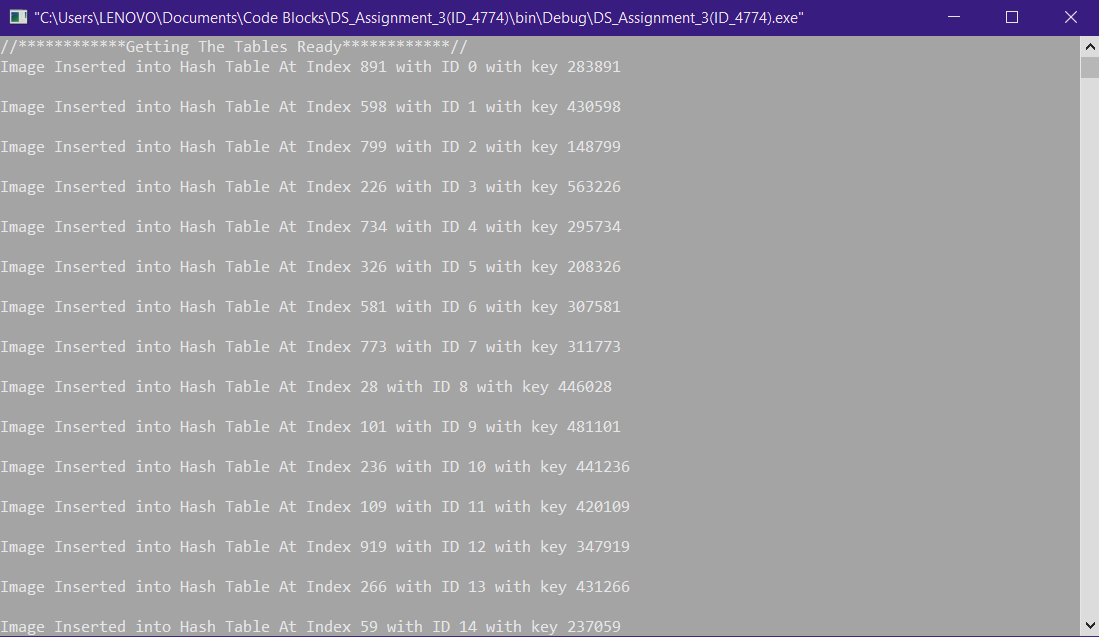 "C:\Users\LENOVO\Documents\Code Blocks\DS_Assignment_3(ID_4774)\bin\Debug\DS_Assignment_3(ID_4774).exe"
//************Getting The Tables Ready************//
Image Inserted into Hash Table At Index 891 with ID 0 with key 283891
Image Inserted into Hash Table At Index 598 with ID 1 with key 430598
Image Inserted into Hash Table At Index 799 with ID 2 with key 148799
Image Inserted into Hash Table At Index 226 with ID 3 with key 563226
Image Inserted into Hash Table At Index 734 with ID 4 with key 295734
Image Inserted into Hash Table At Index 326 with ID 5 with key 208326
Image Inserted into Hash Table At Index 581 with ID 6 with key 307581
Image Inserted into Hash Table At Index 773 with ID 7 with key 311773
Image Inserted into Hash Table At Index 28 with ID 8 with key 446028
Image Inserted into Hash Table At Index 101 with ID 9 with key 481101
Image Inserted into Hash Table At Index 236 with ID 10 with key 441236
Image Inserted into Hash Table At Index 109 with ID 11 with key 420109
Image Inserted into Hash Table At Index 919 with ID 12 with key 347919
Image Inserted into Hash Table At Index 266 with ID 13 with key 431266
Image Inserted into Hash Table At Index 59 with ID 14 with key 237059